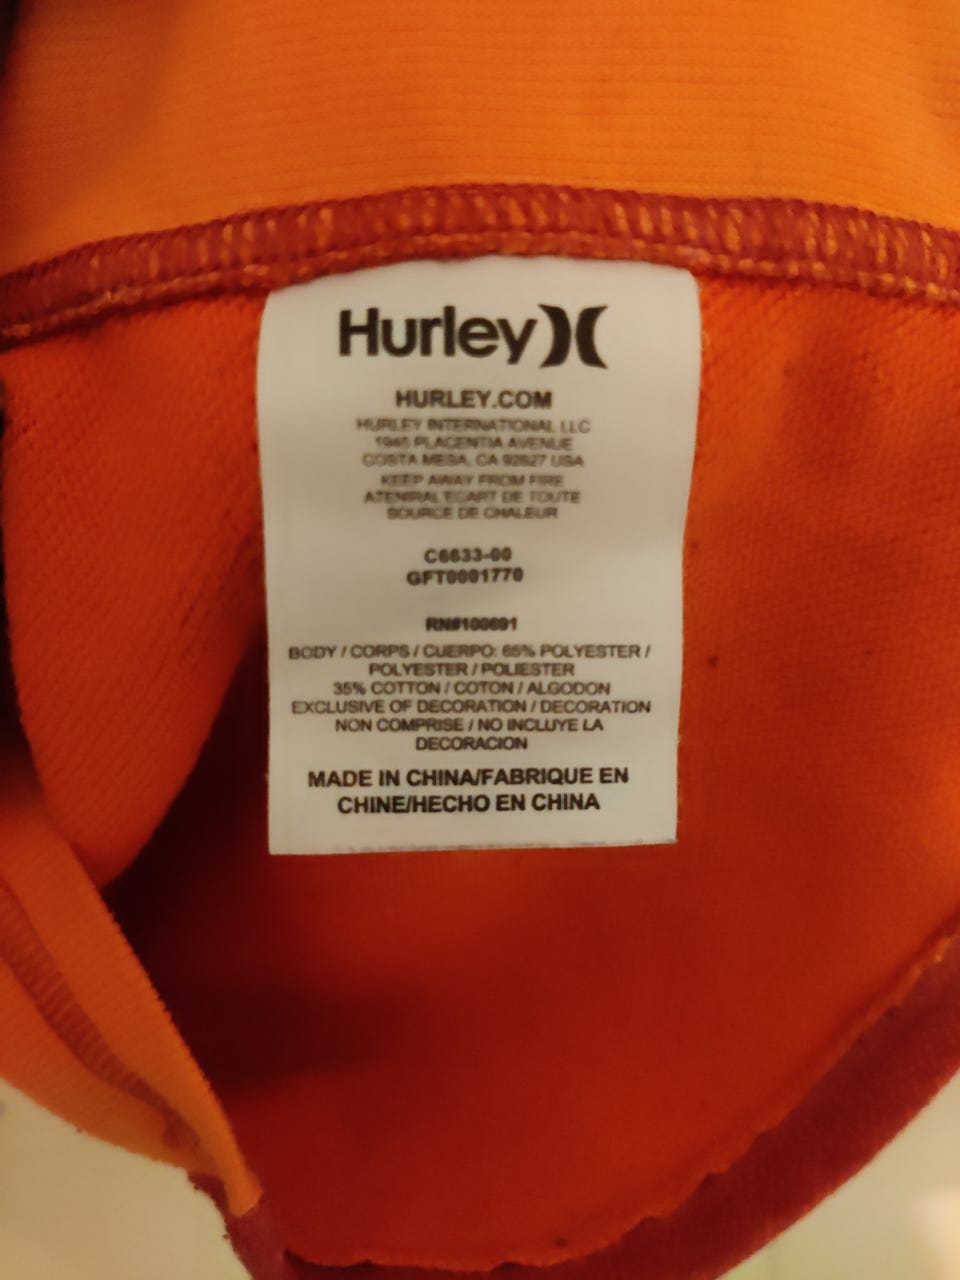 Hurley
HURLEY.COM
HURLEY INTERNATIONAL LLC
1945 PLACENTIA AVENUE
COSTA MESA, CA 92627 USA
KEEP AWAY FROM FIRE
ATENIRAL'ECART DE TOUTE
SOURCE DE CHALEUR
C6633-00
GFT0001770
RN#100691
BODY / CORPS / CUERPO: 65% POLYESTER /
POLYESTER / POLIESTER
35% COTTON / COTON / ALGODON
EXCLUSIVE OF DECORATION / DECORATION
NON COMPRISE / NO INCLUYE LA
DECORACION
MADE IN CHINA/FABRIQUE EN
CHINE/HECHO EN CHINA